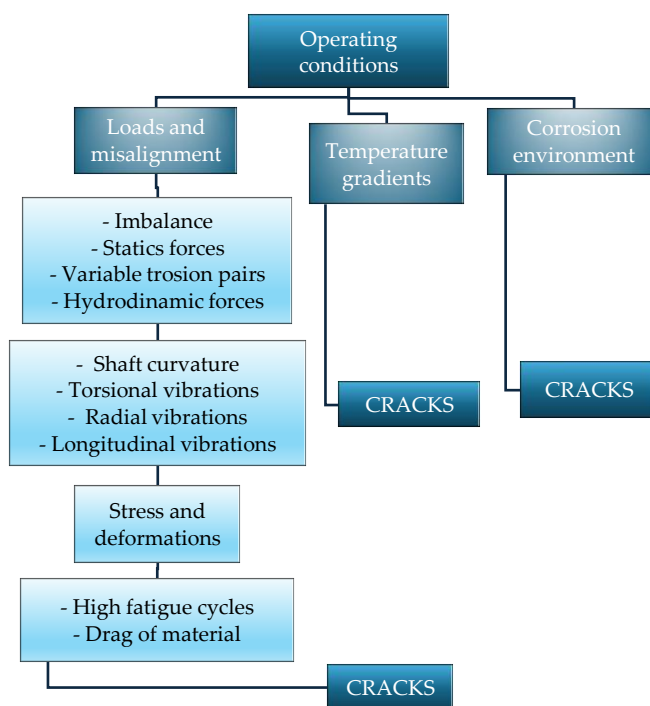 Operating
conditions
Loads and
misalignment
Temperature
gradients
Corrosion
environment
- Imbalance
- Statics forces
- Variable trosion pairs
- Hydrodinamic forces
- Shaft curvature
- Torsional vibrations
- Radial vibrations
- Longitudinal vibrations
CRACKS
CRACKS
Stress and
deformations
- High fatigue cycles
- Drag of material
CRACKS